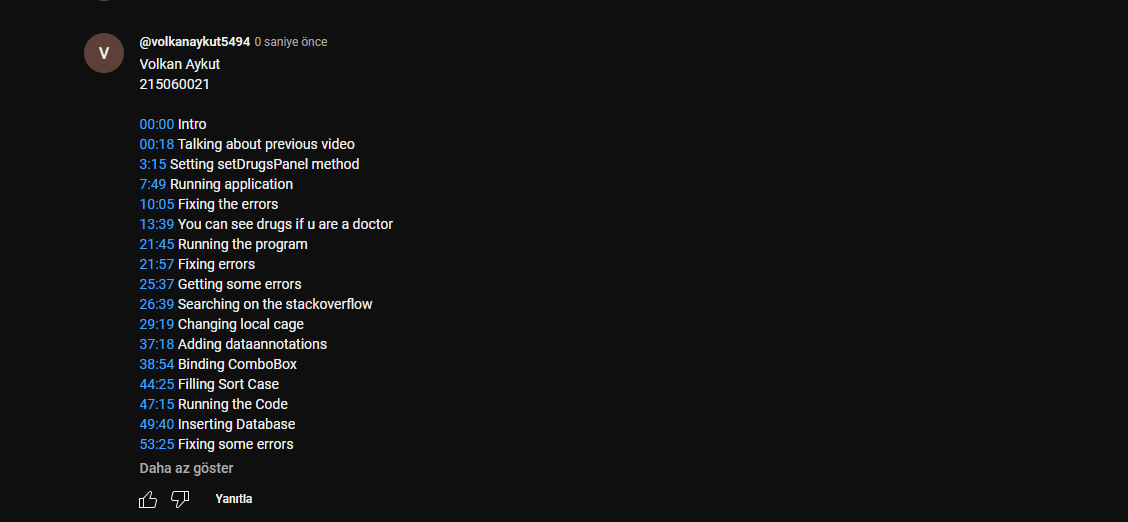 V
@volkanaykut5494 0 saniye önce
Volkan Aykut
215060021
00:00 Intro
00:18 Talking about previous video
3:15 Setting setDrugsPanel method
7:49 Running application
10:05 Fixing the errors
13:39 You can see drugs if u are a doctor
21:45 Running the program
21:57 Fixing errors
25:37 Getting some errors
26:39 Searching on the stackoverflow
29:19 Changing local cage
37:18 Adding dataannotations
38:54 Binding ComboBox
44:25 Filling Sort Case
47:15 Running the Code
49:40 Inserting Database
53:25 Fixing some errors
Daha az göster
Yanıtla